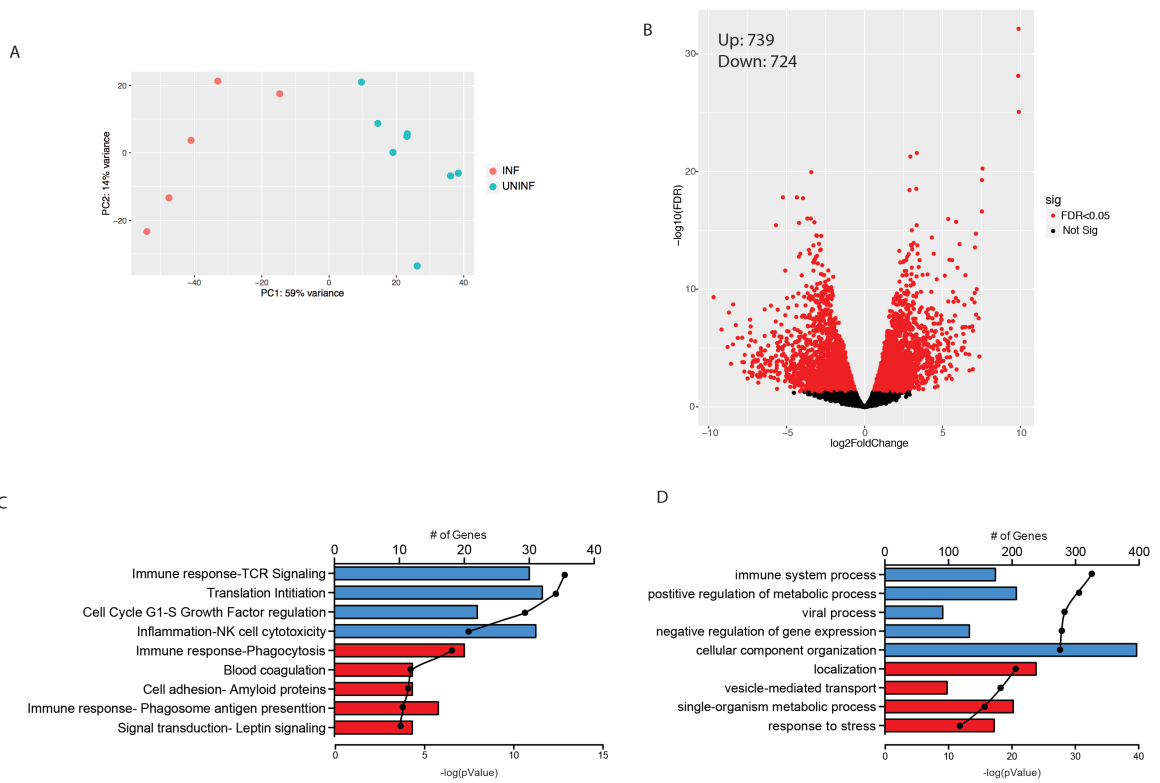 A
20
0
−20
PC2: 14% variance
−40
−20
0
20
40
PC1: 59% variance
INF
UNINF
B
Up: 739
Down: 724
30
20
10
0
−log10(FDR)
−10
−5
0
5
10
log2FoldChange
sig
FDR<0.05
Not Sig
C
# of Genes
0 10 20 30 40
Immune response-TCR Signaling
Translation Intitiation
Cell Cycle G1-S Growth Factor regulation
Inflammation-NK cell cytotoxicity
Immune response-Phagocytosis
Blood coagulation
Cell adhesion- Amyloid proteins
Immune response- Phagosome antigen presenttion
Signal transduction- Leptin signaling
0 5 10 15
-log(pValue)
D
# of Genes
0 100 200 300 400
immune system process
postitive regulation of metabolic process
viral process
negative regulation of gene expression
cellular component organization
localization
vesicle-mediated transport
single-organism metabolic process
response to stress
0 10 20 30 40
-log(pValue)